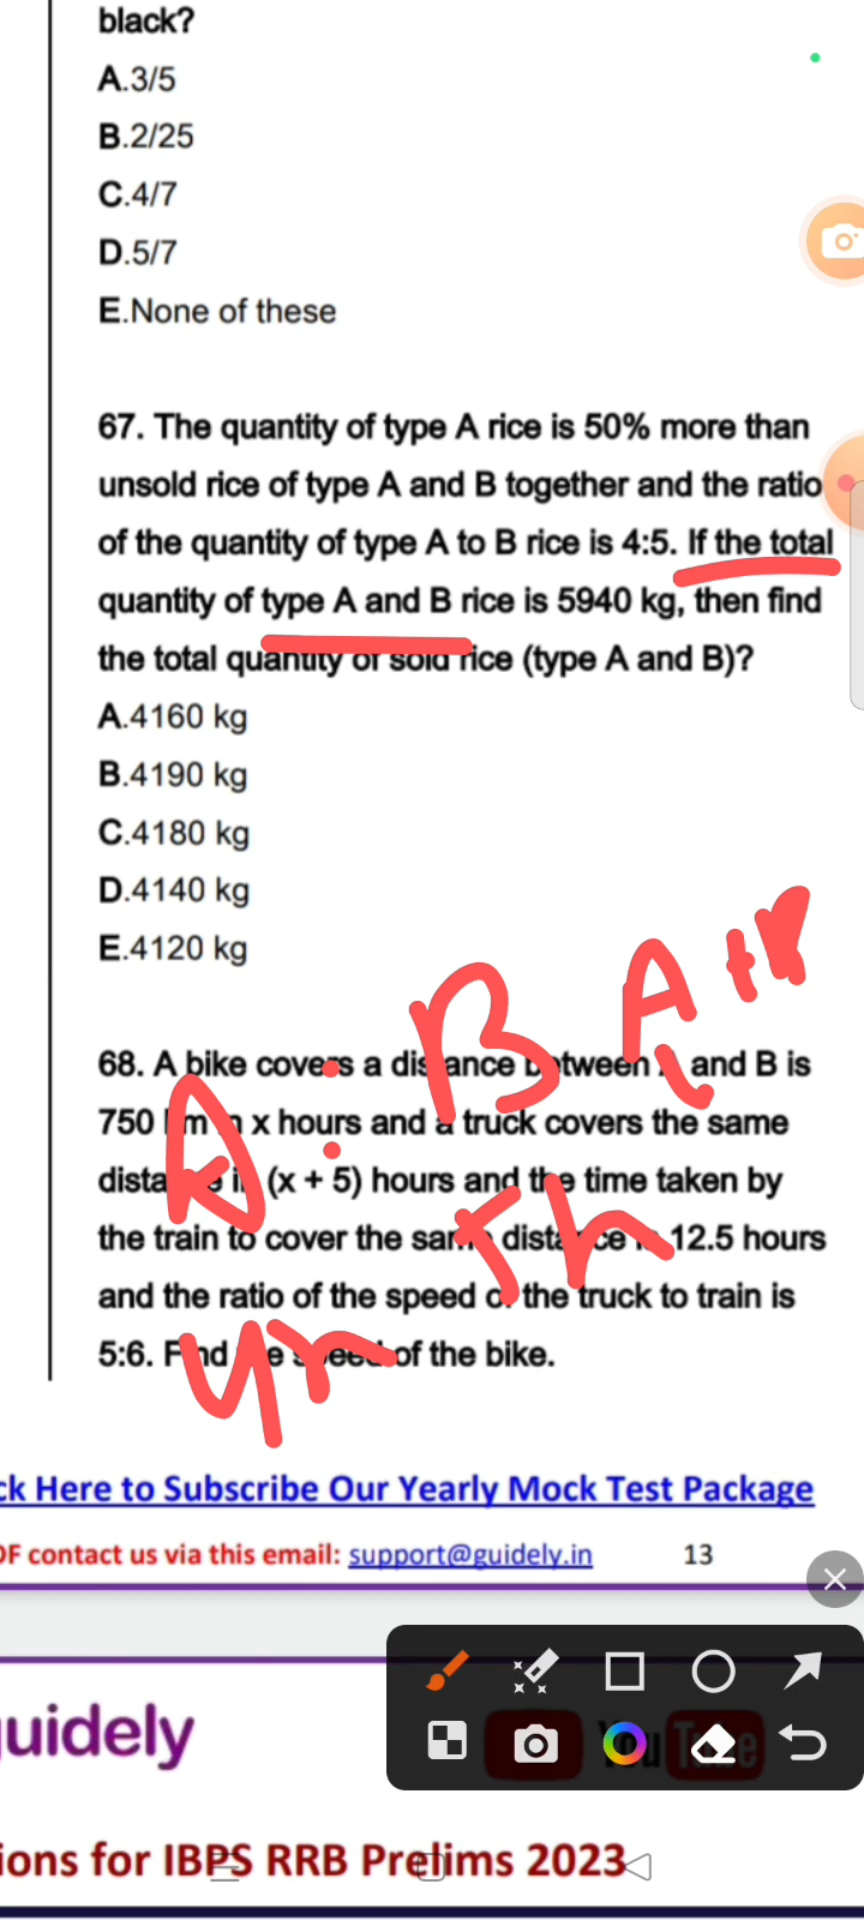 black?
A.3/5
B.2/25
C.4/7
D.5/7
E.None of these
67. The quantity of type A rice is 50% more than
unsold rice of type A and B together and the ratio
of the quantity of type A to B rice is 4:5. If the total
quantity of type A and B rice is 5940 kg, then find
the total quantity of sold rice (type A and B)?
A.4160 kg
B.4190 kg
C.4180 kg
D.4140 kg
E.4120 kg
A : B A+B
68. A bike covers a distance between and B is
750 km in x hours and a truck covers the same
distance in (x + 5) hours and the time taken by
the train to cover the same distance is 12.5 hours
and the ratio of the speed of the truck to train is
5:6. Find the speed of the bike.
ck Here to Subscribe Our Yearly Mock Test Package
DF contact us via this email: support@guidely.in 13
guidely
You Tube
ions for IBPS RRB Prelims 2023